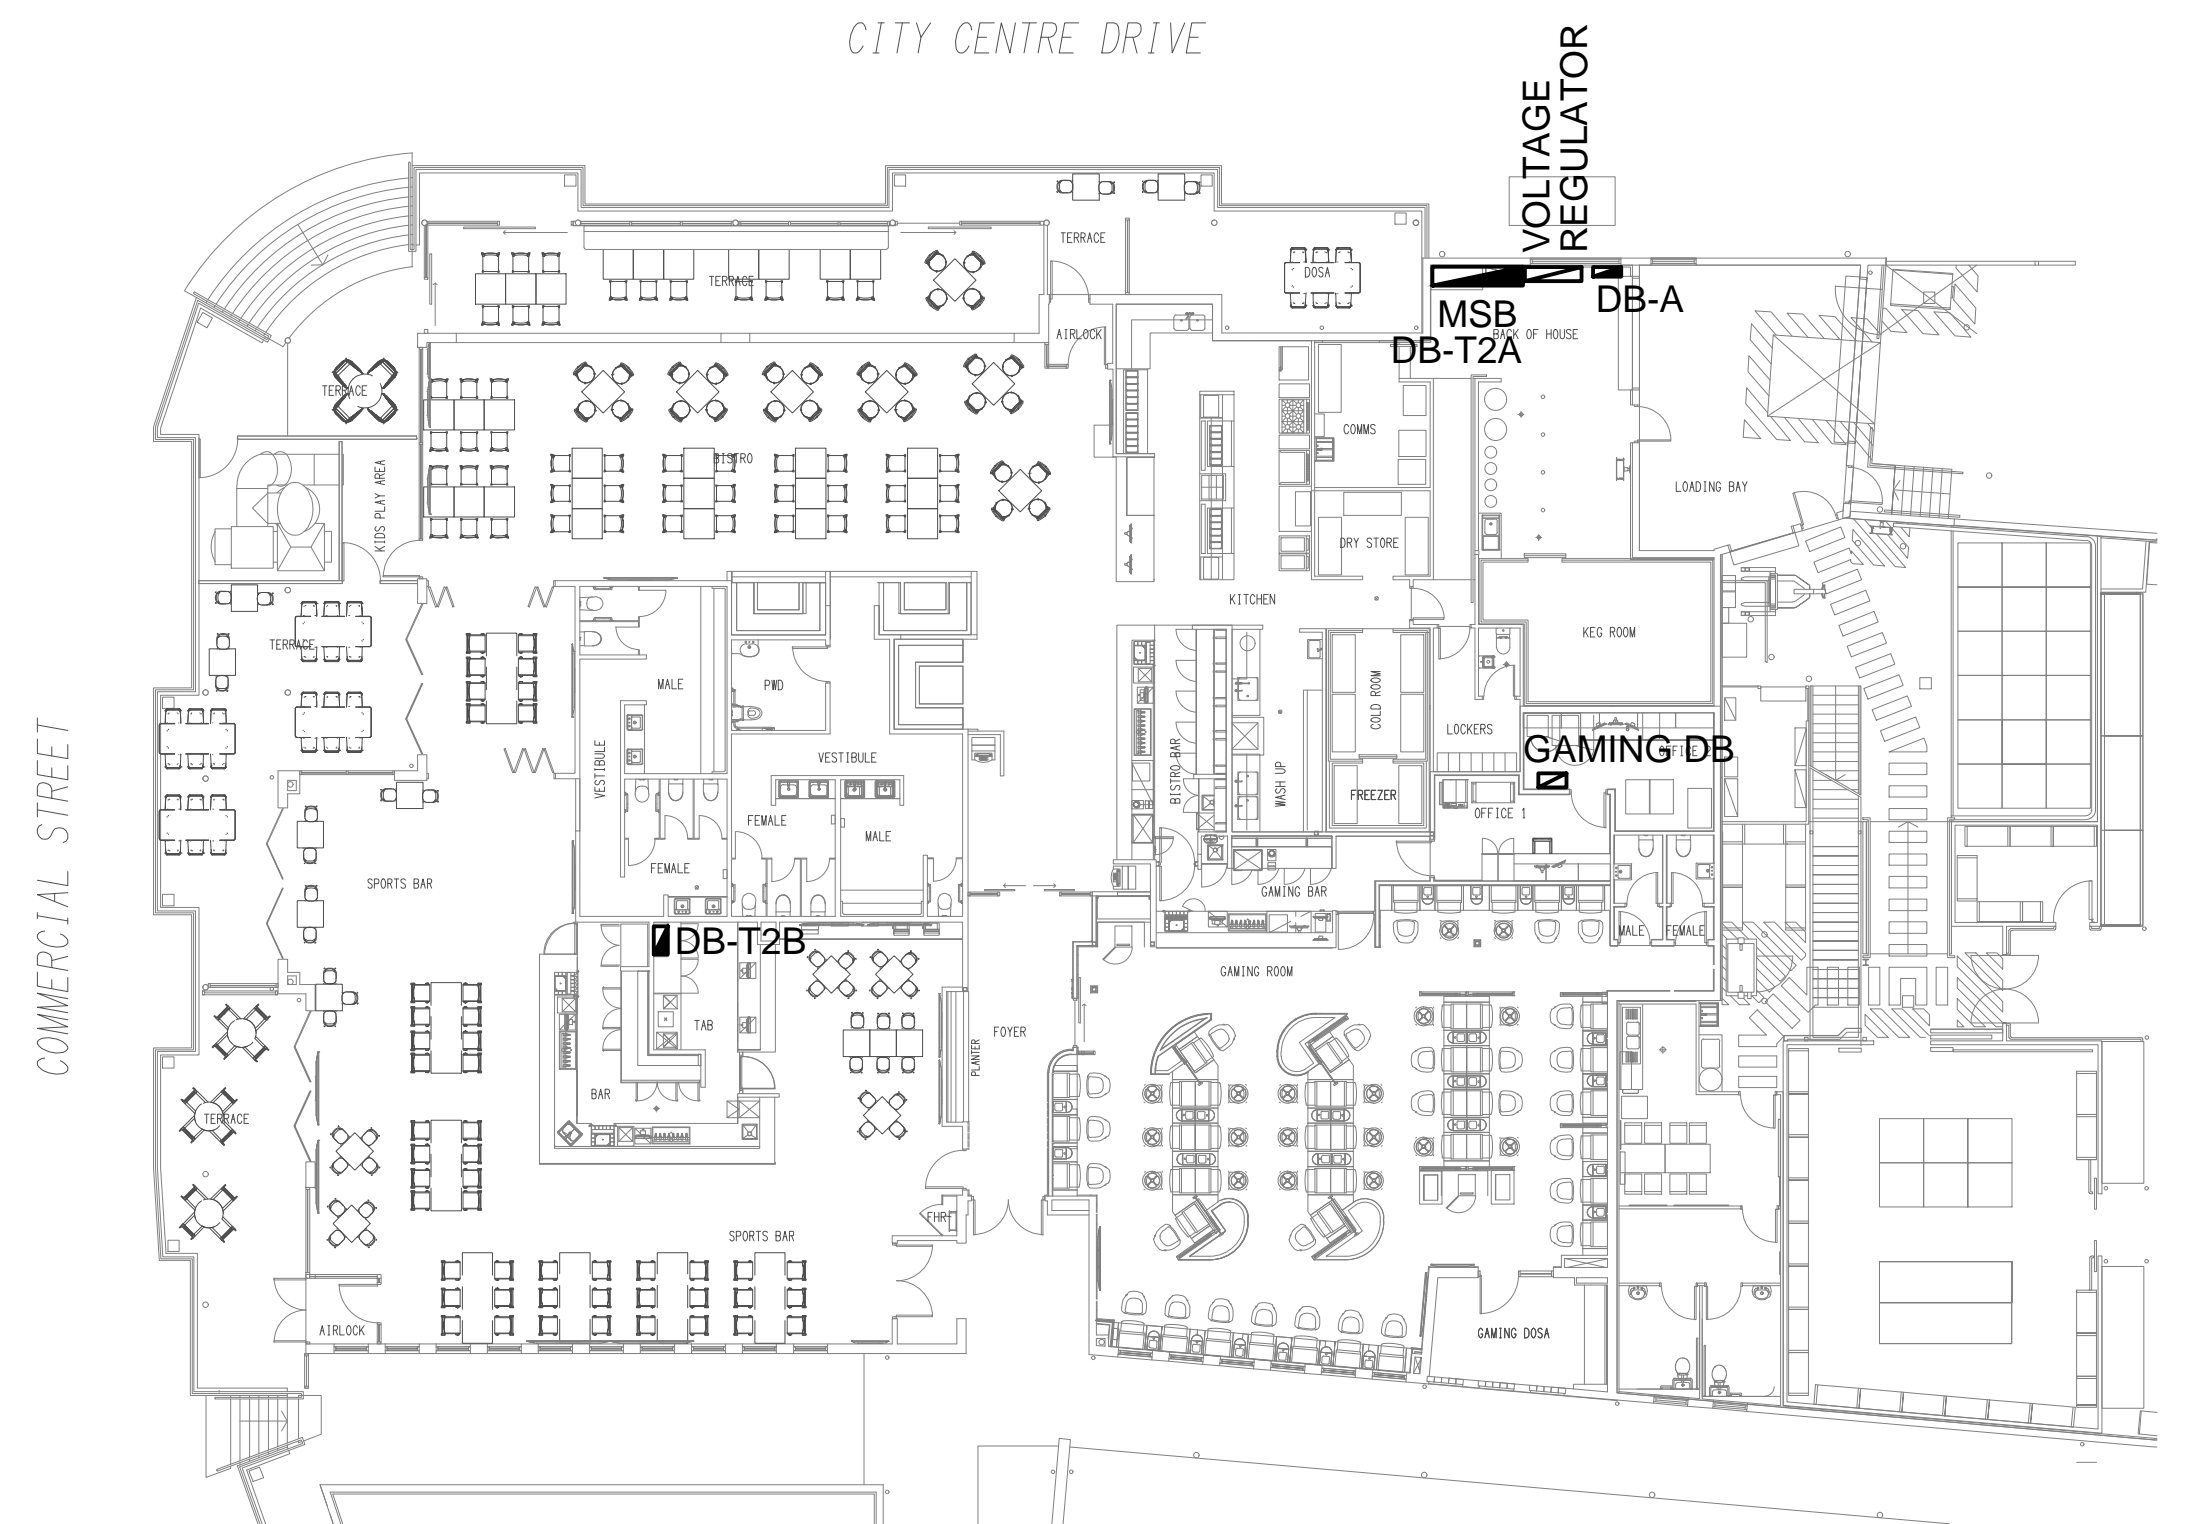 CITY CENTRE DRIVE
VOLTAGE
REGULATOR
TERRACE
TERRACE
DOSA
DB-A
MSB
AIRLOCK
BACK OF HOUSE
DB-T2A
TERRACE
COMMS
BISTRO
KIDS PLAY AREA
LOADING BAY
DRY STORE
KITCHEN
KEG ROOM
TERRACE
MALE
PWD
COLD ROOM
LOCKERS
COMMERCIAL STREET
VESTIBULE
VESTIBULE
BISTRO BAR
WASH UP
GAMING DB
OFFICE 2
FREEZER
OFFICE 1
FEMALE
MALE
FEMALE
SPORTS BAR
GAMING BAR
MALE
FEMALE
DB-T2B
GAMING ROOM
TAB
FOYER
PLANTER
BAR
TERRACE
FHR
SPORTS BAR
AIRLOCK
GAMING DOSA